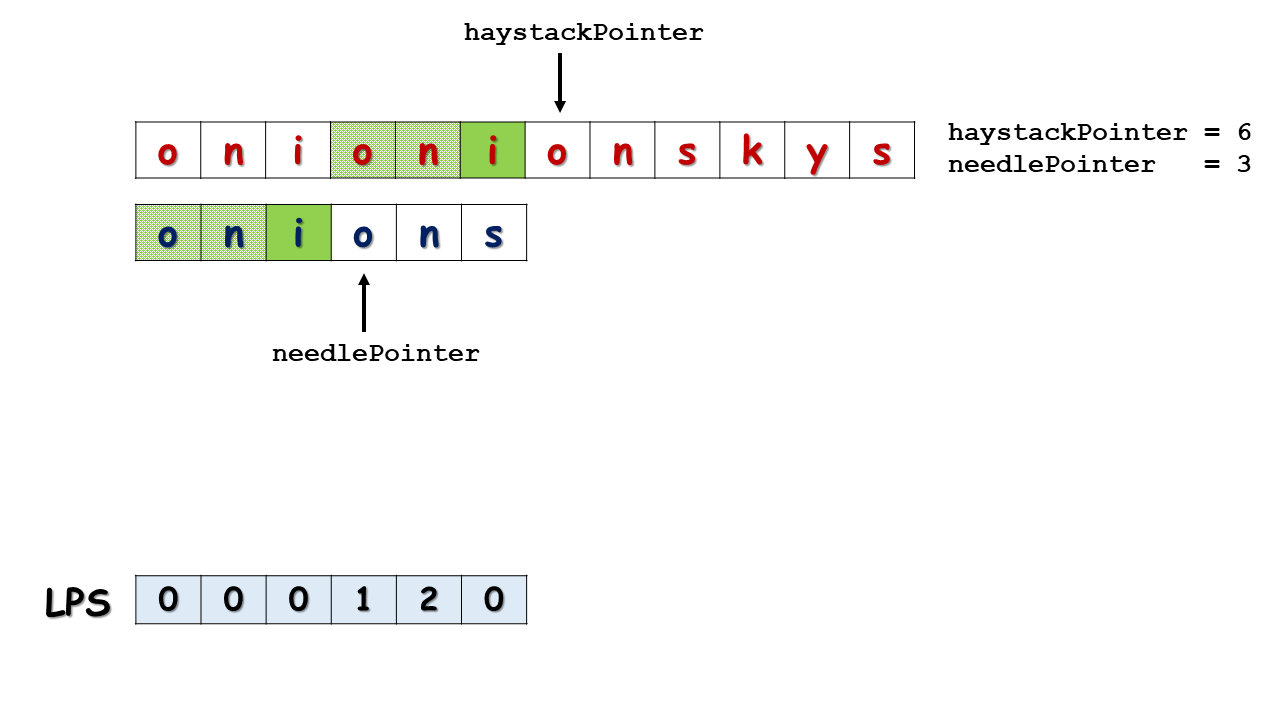 haystackPointer
o n i o n i o n s k y s
haystackPointer = 6
needlePointer = 3
o n i o n s
needlePointer
LPS 0 0 0 1 2 0